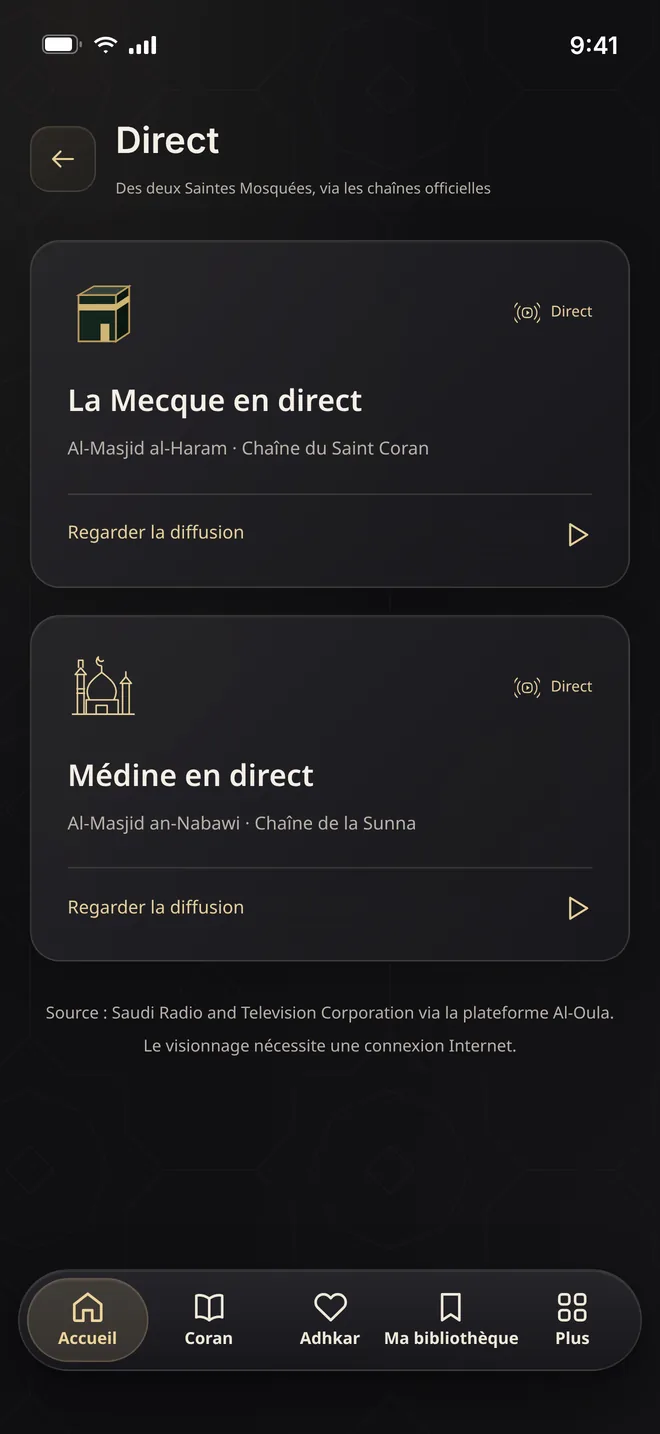 9:41
Direct
Des deux Saintes Mosquées, via les chaînes officielles
Direct
La Mecque en direct
Al-Masjid al-Haram · Chaîne du Saint Coran
Regarder la diffusion
Direct
Médine en direct
Al-Masjid an-Nabawi · Chaîne de la Sunna
Regarder la diffusion
Source : Saudi Radio and Television Corporation via la plateforme Al-Oula.
Le visionnage nécessite une connexion Internet.
Accueil
Coran
Adhkar
Ma bibliothèque
Plus